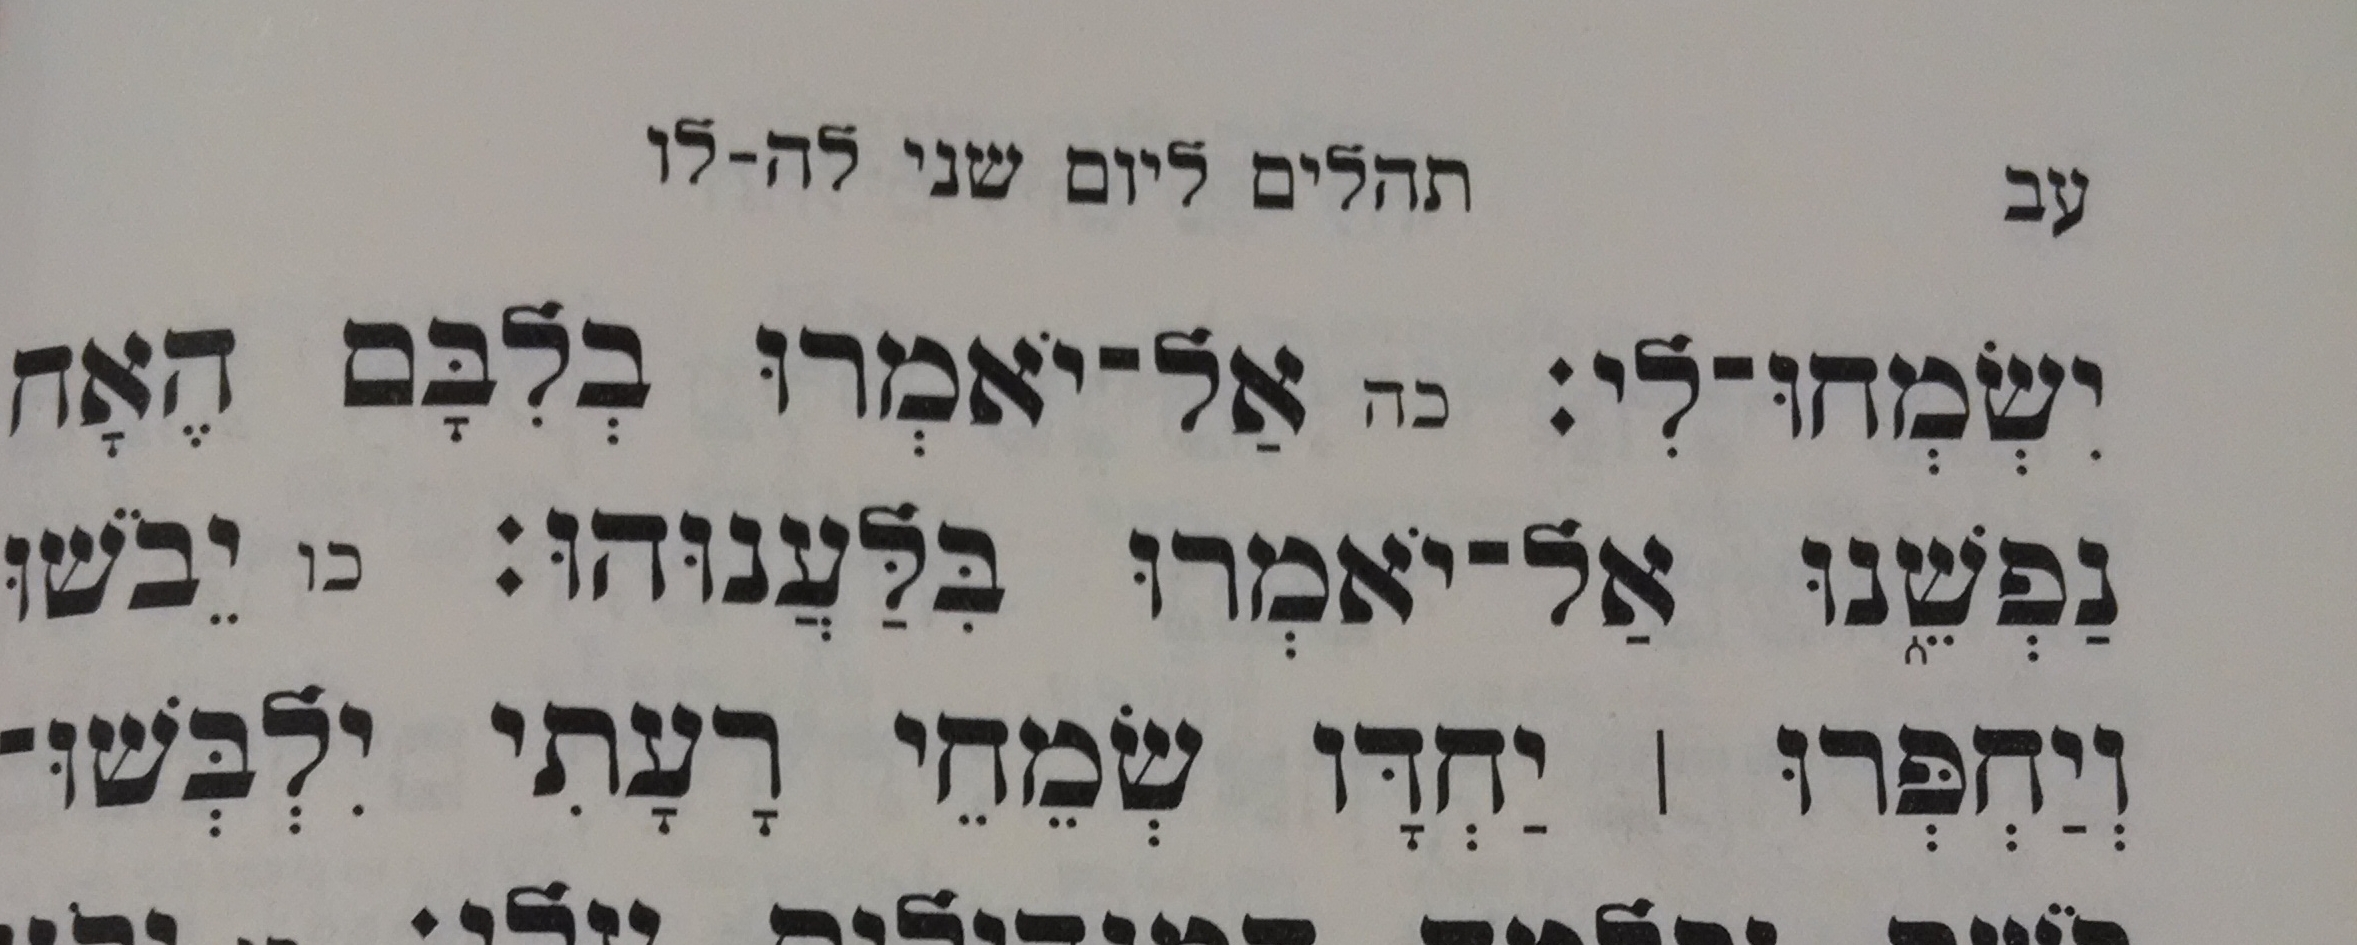 עב תהלים ליום שני לה-לו
יִשְׂמְחוּ־לִי: כה אַל־יֹאמְרוּ בְלִבָּם הֶאָח
נַפְשֵׁ֑נוּ אַל־יֹאמְרוּ בִּלַּעֲנוּהוּ: כו יֵבֹשׁוּ
וְיַחְפְּרוּ | יַחְדָּו שְׂמֵחֵי רָעָתִי יִלְבְּשׁוּ־